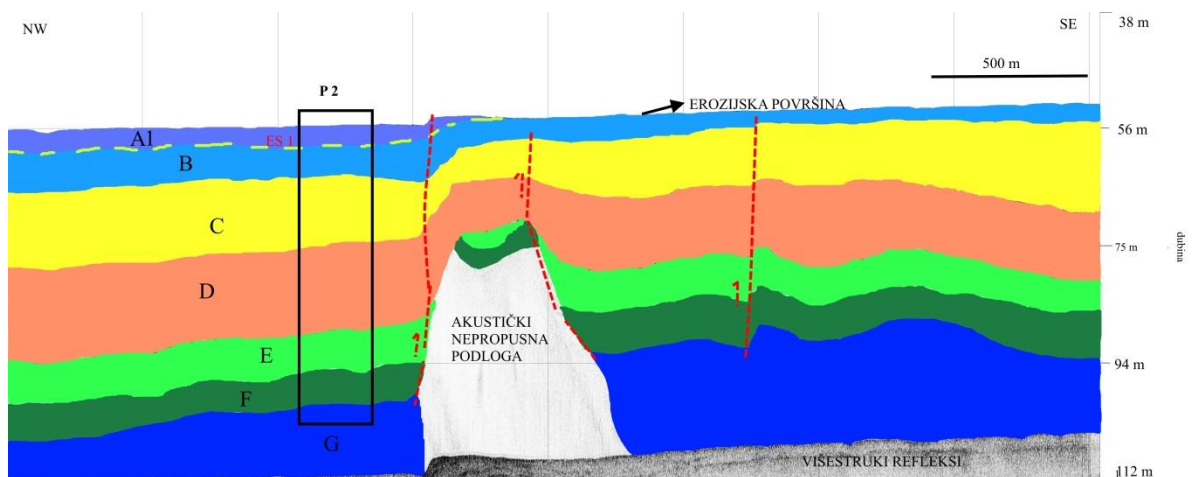 NW
SE
38 m
500 m
P 2
EROZIJSKA POVRŠINA
A1
ES 1
56 m
B
C
75 m
dubina
D
AKUSTIČKI
NEPROPUSNA
PODLOGA
E
94 m
F
G
VIŠESTRUKI REFLEKSI
112 m